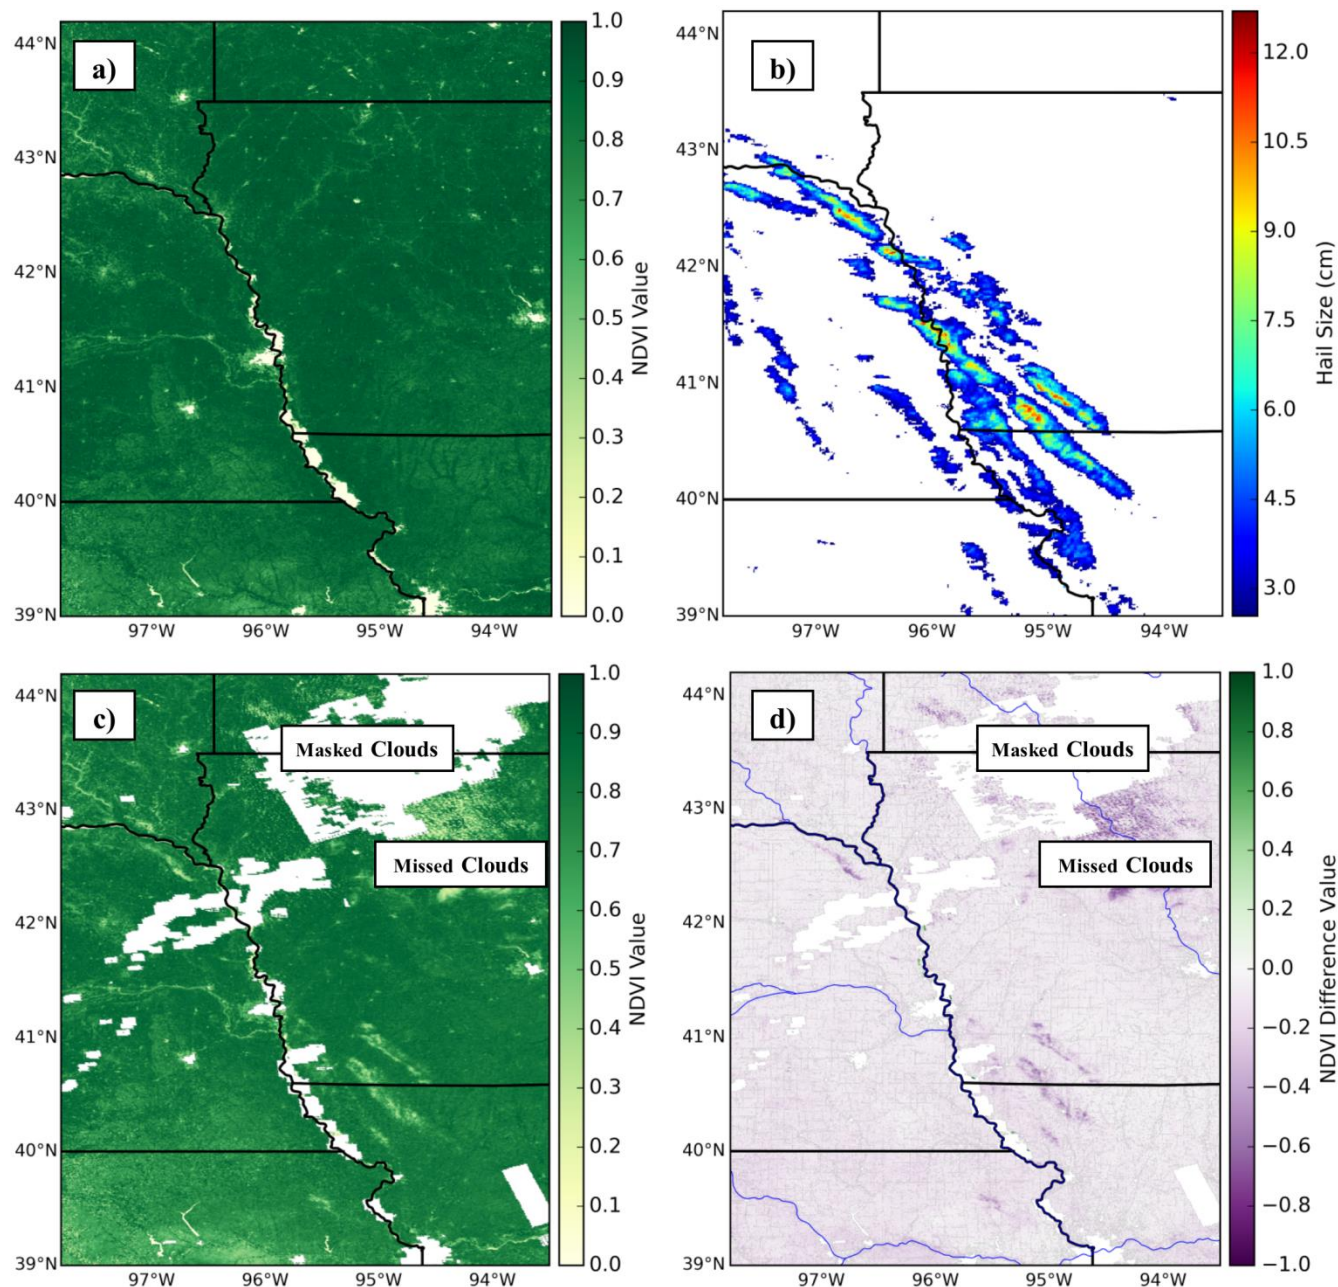 a)
44°N
43°N
42°N
41°N
40°N
39°N
97°W 96°W 95°W 94°W
1.0
0.9
0.8
0.7
0.6
0.5
0.4
0.3
0.2
0.1
0.0
NDVI Value
b)
44°N
43°N
42°N
41°N
40°N
39°N
97°W 96°W 95°W 94°W
12.0
10.5
9.0
7.5
6.0
4.5
3.0
Hail Size (cm)
c)
Masked Clouds
Missed Clouds
44°N
43°N
42°N
41°N
40°N
39°N
97°W 96°W 95°W 94°W
1.0
0.9
0.8
0.7
0.6
0.5
0.4
0.3
0.2
0.1
0.0
NDVI Value
d)
Masked Clouds
Missed Clouds
44°N
43°N
42°N
41°N
40°N
39°N
97°W 96°W 95°W 94°W
1.0
0.8
0.6
0.4
0.2
0.0
−0.2
−0.4
−0.6
−0.8
−1.0
NDVI Difference Value